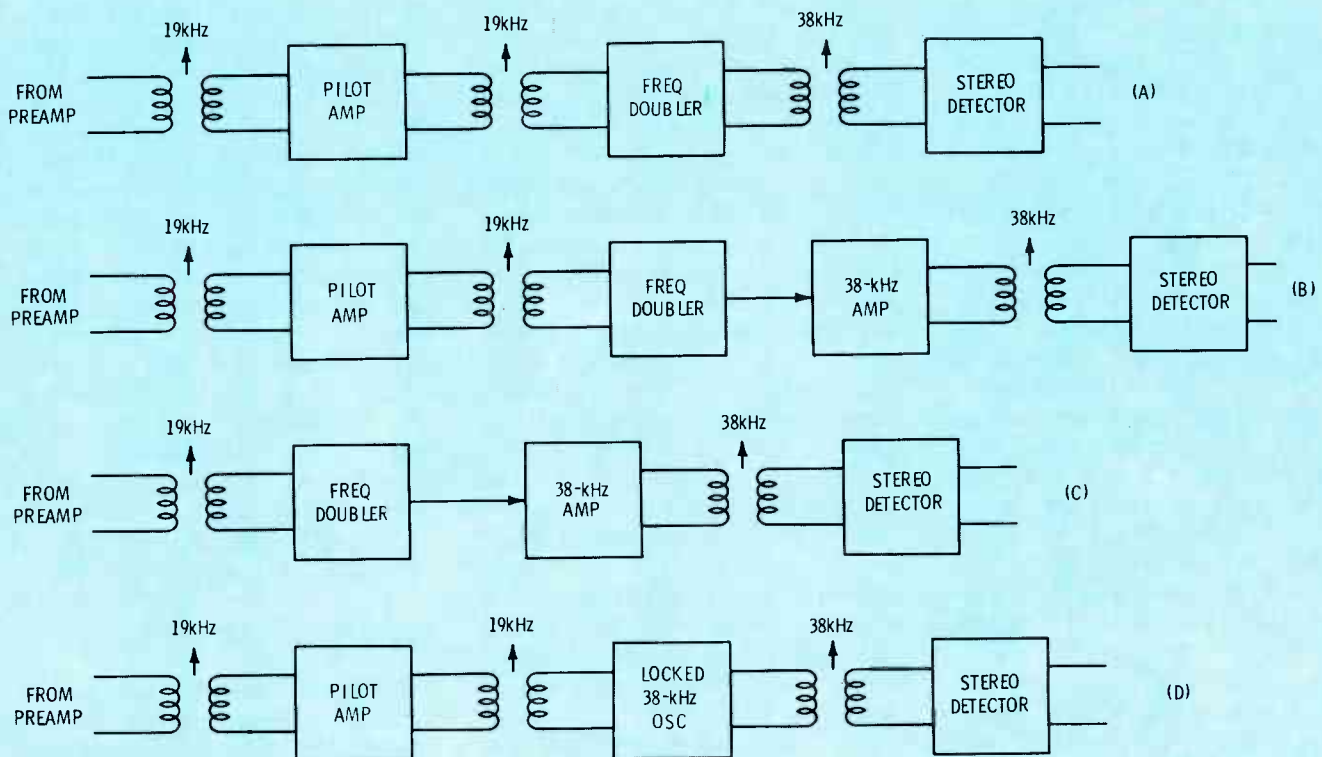 19kHz
19kHz
38kHz
FROM
PREAMP
PILOT
AMP
FREQ
DOUBLER
STEREO
DETECTOR
(A)
19kHz
19kHz
38kHz
FROM
PREAMP
PILOT
AMP
FREQ
DOUBLER
38-kHz
AMP
STEREO
DETECTOR
(B)
19kHz
38kHz
FROM
PREAMP
FREQ
DOUBLER
38-kHz
AMP
STEREO
DETECTOR
(C)
19kHz
19kHz
38kHz
FROM
PREAMP
PILOT
AMP
LOCKED
38-kHz
OSC
STEREO
DETECTOR
(D)